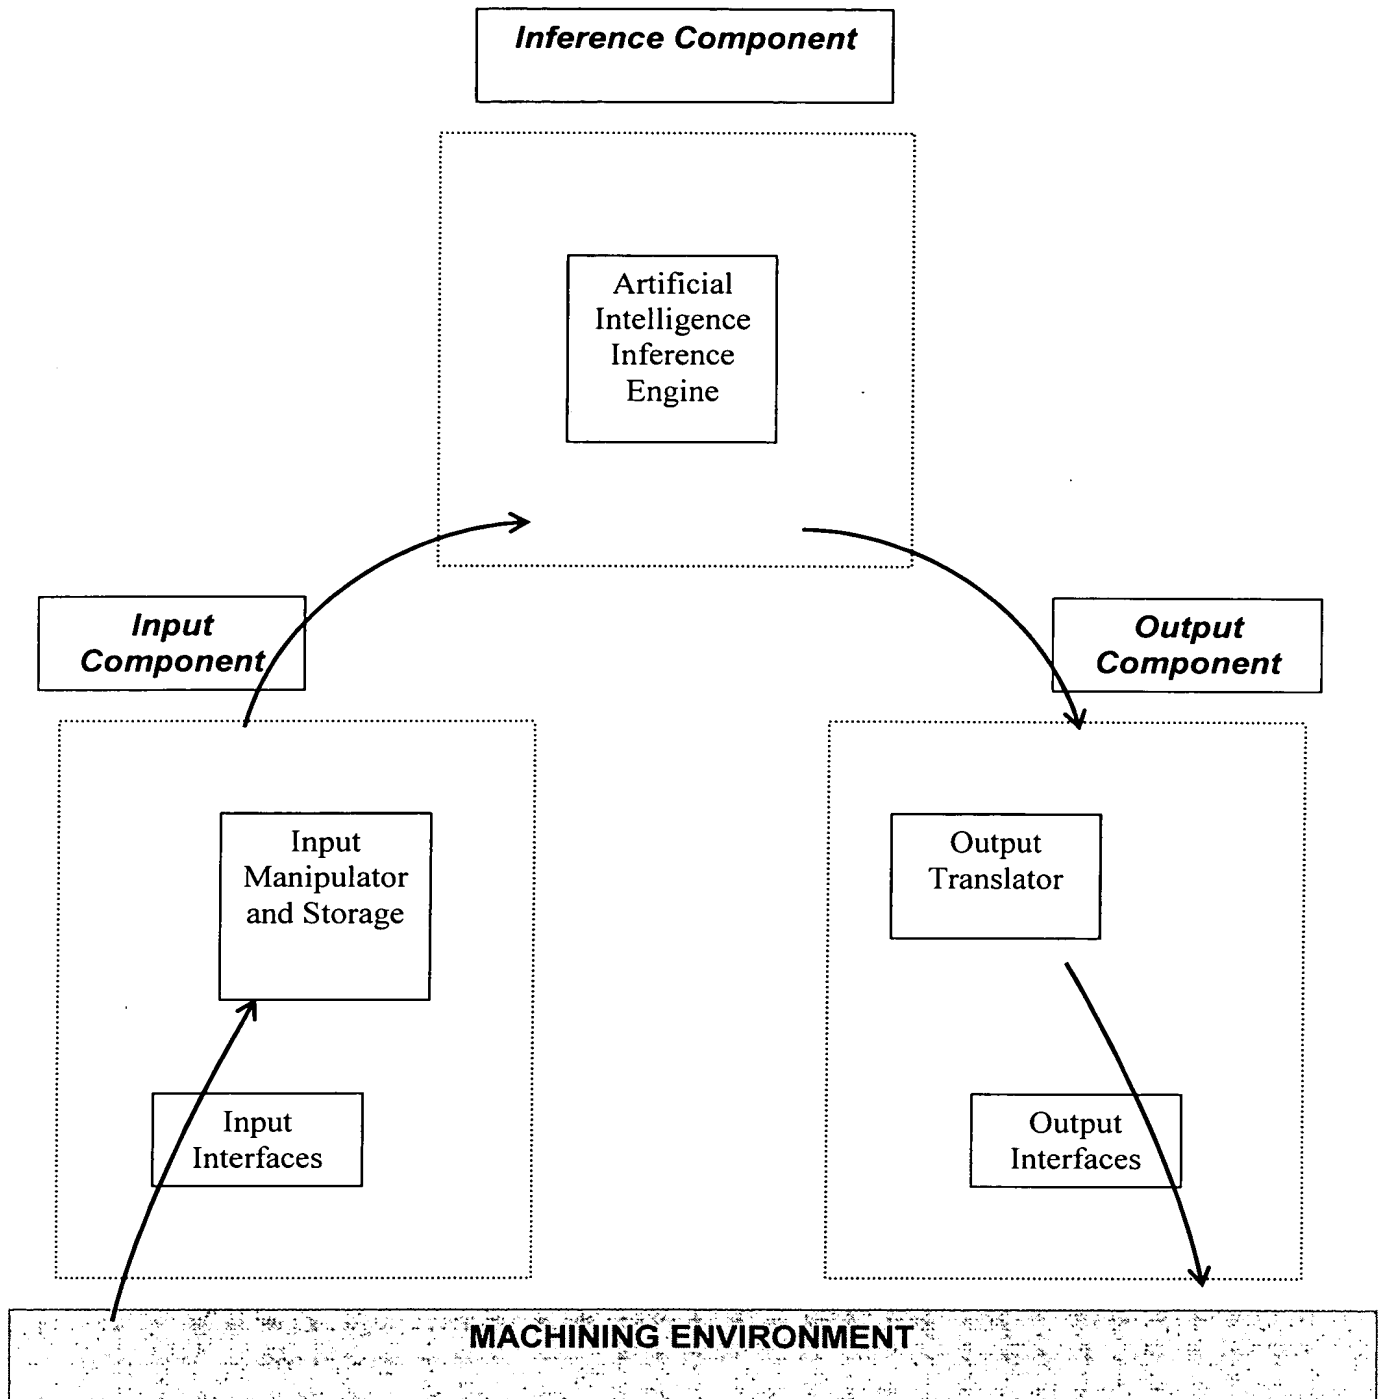 Inference Component
Artificial
Intelligence
Inference
Engine
Input
Component
Output
Component
Input
Manipulator
and Storage
Output
Translator
Input
Interfaces
Output
Interfaces
MACHINING ENVIRONMENT